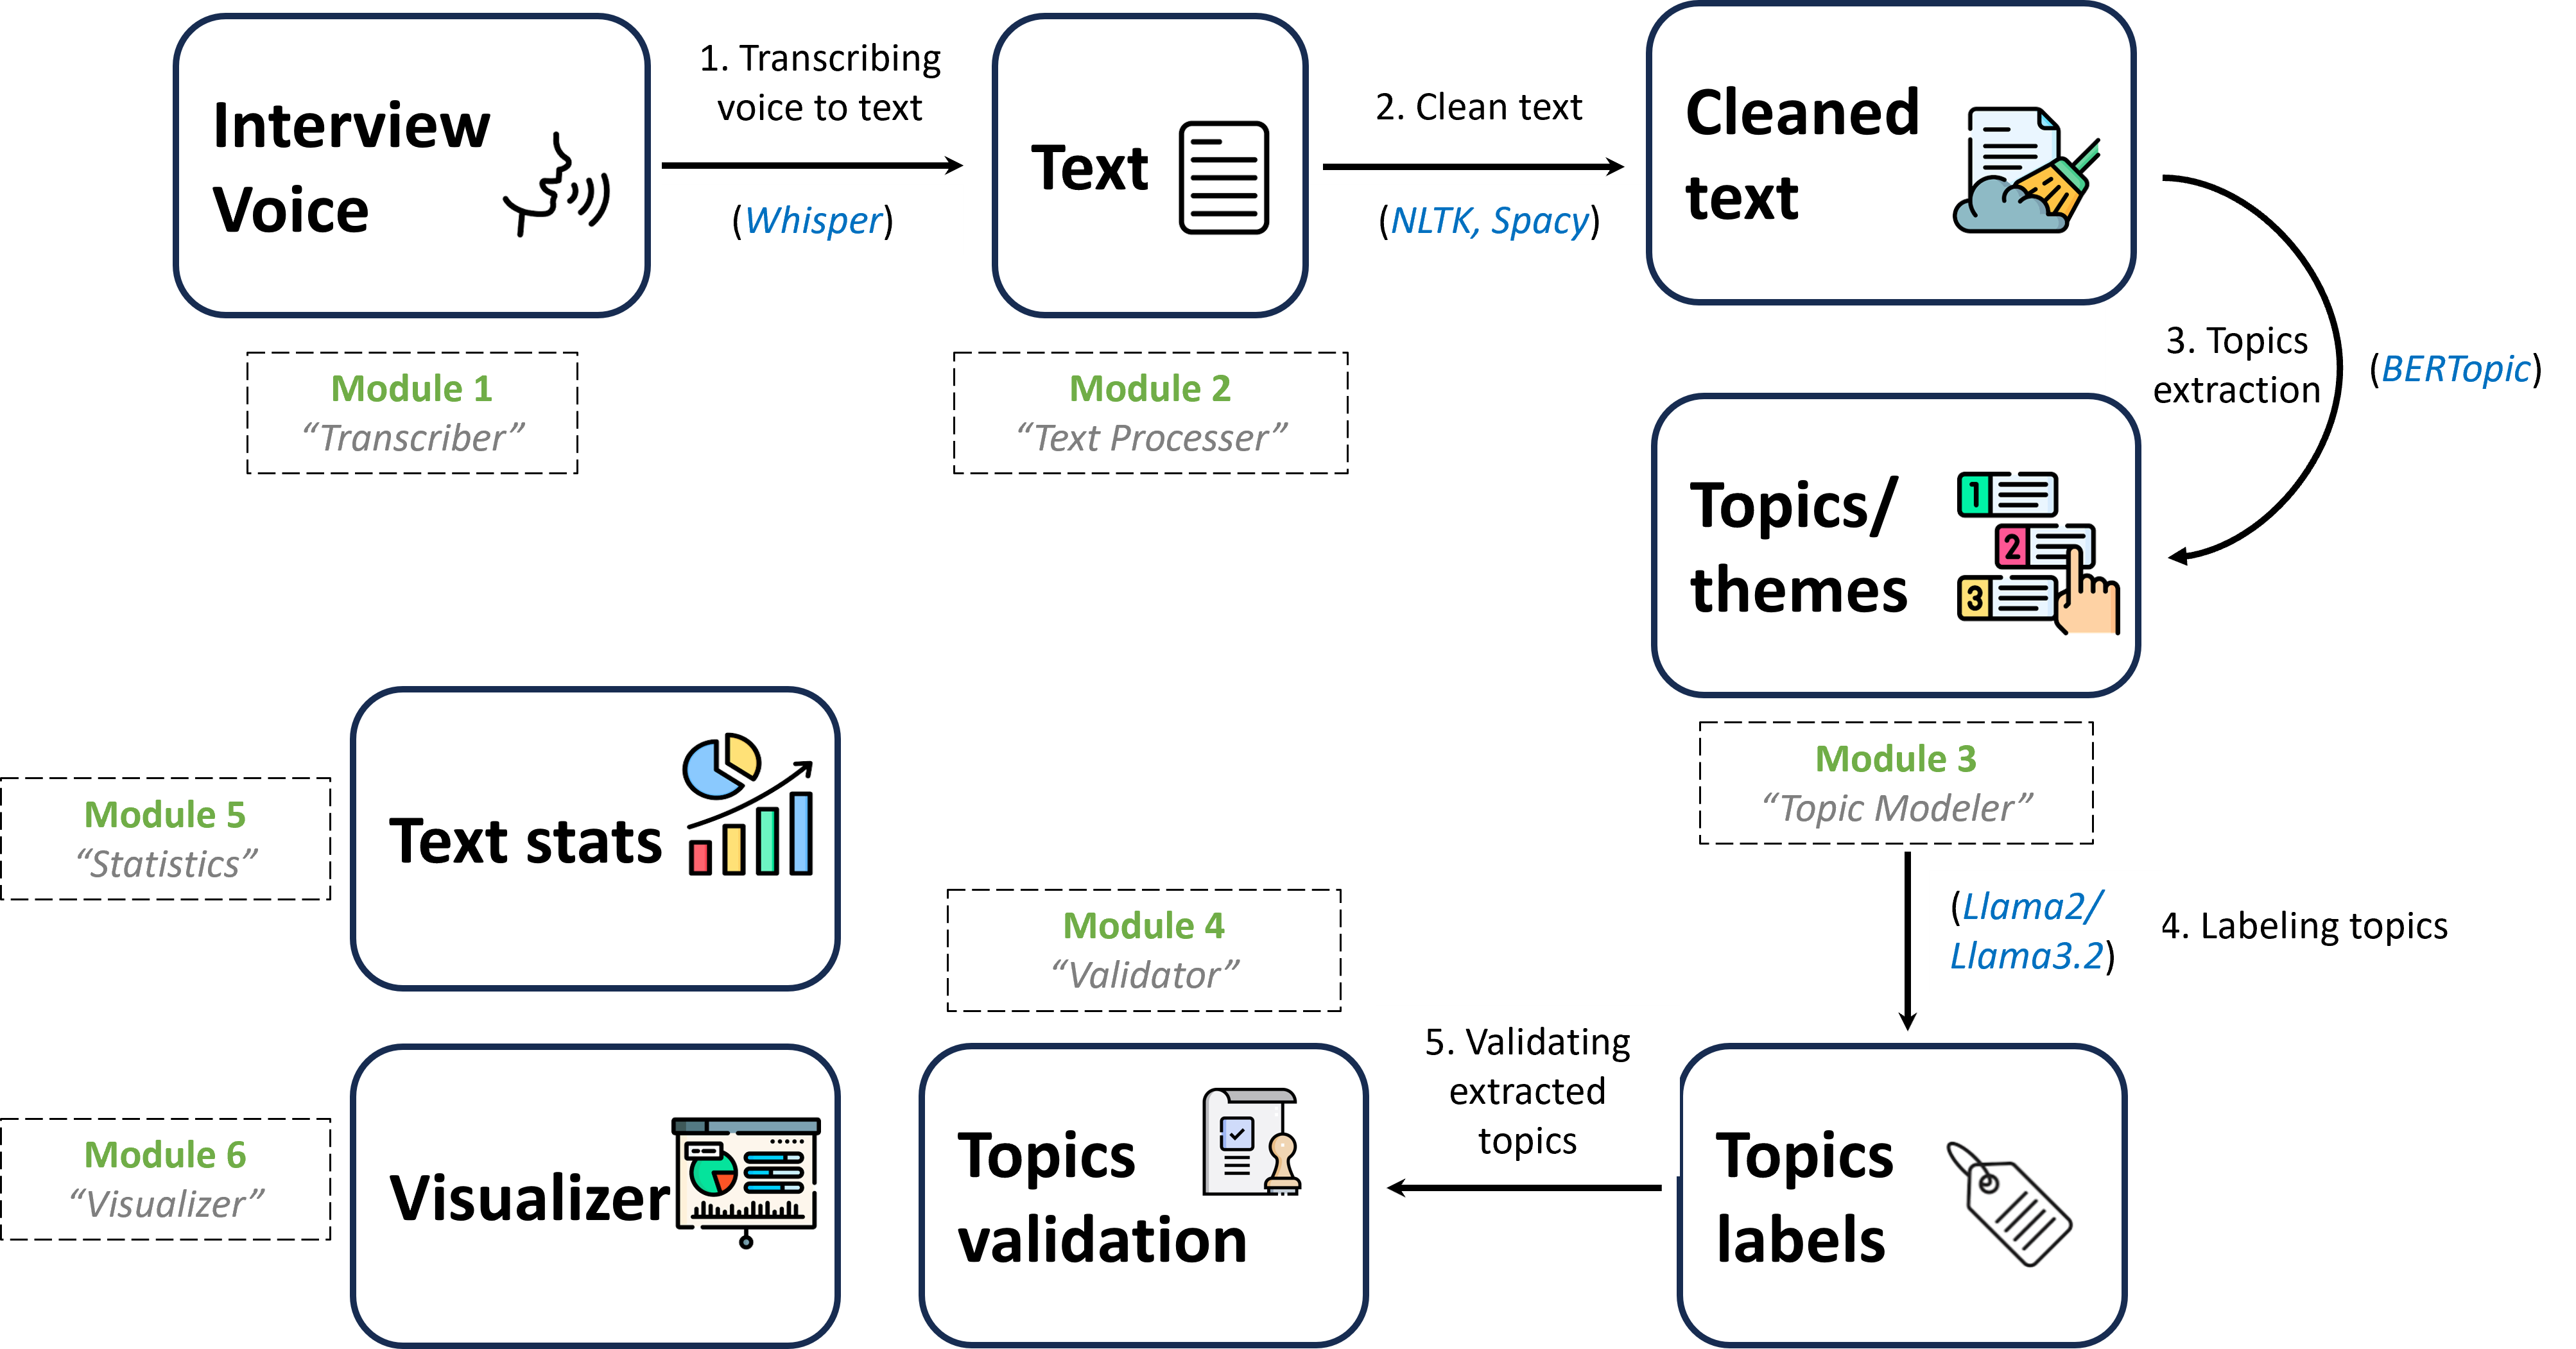 Interview
Voice
1. Transcribing
voice to text
(Whisper)
Text
2. Clean text
(NLTK, Spacy)
Cleaned
text
Module 1
“Transcriber”
Module 2
“Text Processer”
3. Topics
extraction
(BERTopic)
Topics/
themes
1
2
3
Module 3
“Topic Modeler”
(Llama2/
Llama3.2)
4. Labeling topics
Topics
labels
5. Validating
extracted
topics
Module 4
“Validator”
Topics
validation
Module 5
“Statistics”
Text stats
Module 6
“Visualizer”
Visualizer